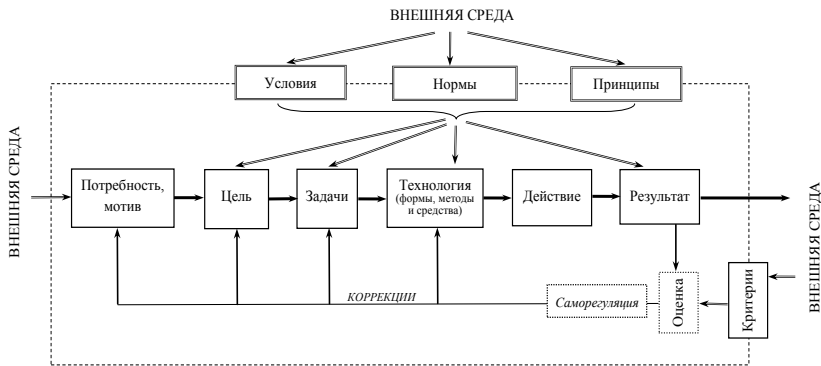 ВНЕШНЯЯ СРЕДА
Условия
Нормы
Принципы
ВНЕШНЯЯ СРЕДА
Потребность,
мотив
Цель
Задачи
Технология
(формы, методы
и средства)
Действие
Результат
ВНЕШНЯЯ СРЕДА
КОРРЕКЦИИ
Саморегуляция
Оценка
Критерии